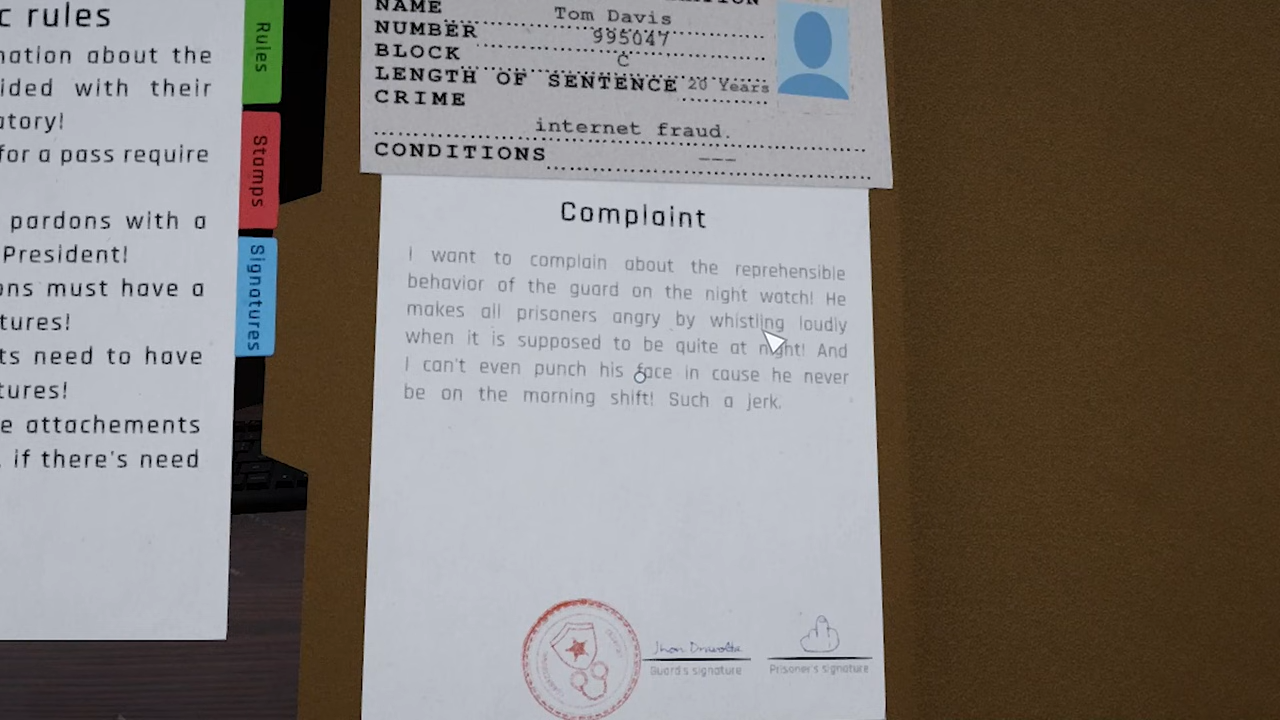 c rules
nation about the
ided with their
atory!
for a pass require
pardons with a
President!
ons must have a
tures!
ts need to have
tures!
e attachements
, if there's need
Rules
Stamps
Signatures
NAME Tom Davis
NUMBER 995047
BLOCK C
LENGTH OF SENTENCE 20 Years
CRIME
internet fraud.
CONDITIONS ---
Complaint
I want to complain about the reprehensible
behavior of the guard on the night watch! He
makes all prisoners angry by whistling loudly
when it is supposed to be quite at night! And
I can't even punch his face in cause he never
be on the morning shift! Such a jerk.
Guard's signature
Prisoner's signature